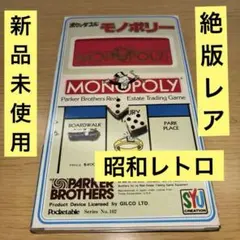 新品未使用
絶版レア
ポケッタブル
モノポリー
MONOPOLY
Parker Brothers Real Estate Trading Game
BOARDWALK
PARK PLACE
昭和レトロ
PARKER
BROTHERS
Product Device Licensed by GILCO LTD.
Pocketable Series No.
CREATION